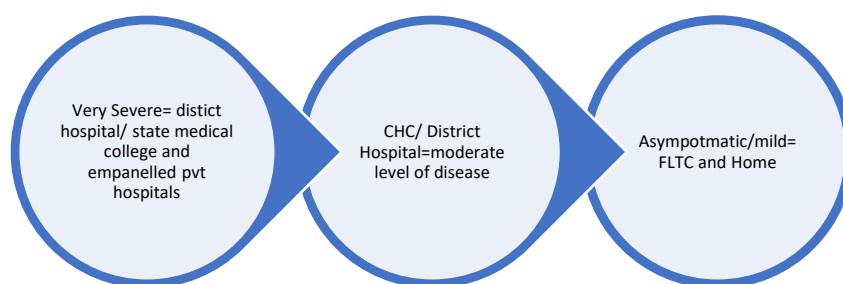 Very Severe= distict
hospital/ state medical
college and
empanelled pvt
hospitals
CHC/ District
Hospital=moderate
level of disease
Asympotmatic/mild=
FLTC and Home